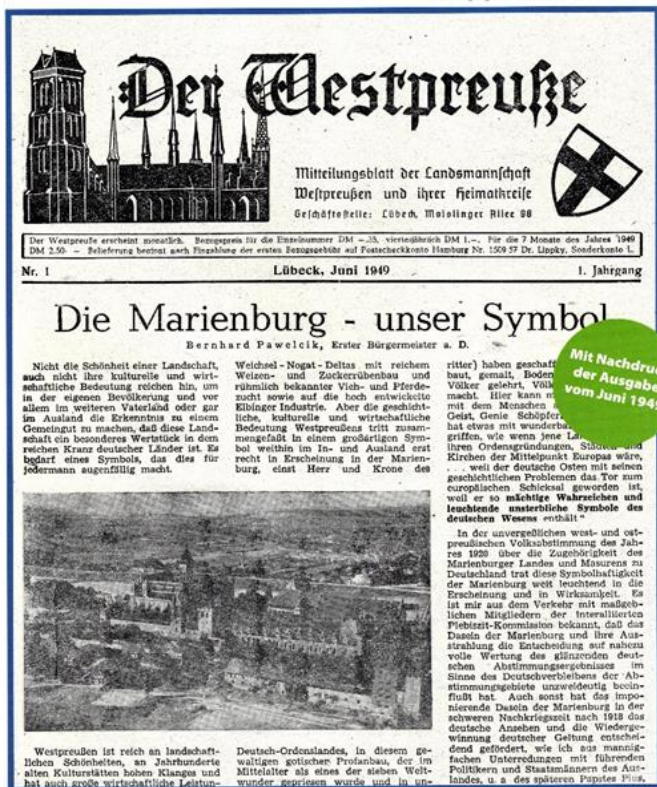 Der Westpreuße
Mitteilungsblatt der Landsmannschaft
Westpreußen und ihrer Heimatkreise
Geschäftsstelle: Lübeck, Moislinger Allee 98
Der Westpreuße erscheint monatlich. Bezugspreis für die Einzelnummer DM –.35, vierteljährlich DM 1.–. Für die 7 Monate des Jahres 1949
DM 2.50 – Belieferung beginnt nach Einzahlung der ersten Bezugsgebühr auf Postscheckkonto Hamburg Nr. 1509 57 Dr. Lippky, Sonderkonto L.
Nr. 1 Lübeck, Juni 1949 1. Jahrgang
Die Marienburg - unser Symbol
Bernhard Pawelcik, Erster Bürgermeister a. D.
Nicht die Schönheit einer Landschaft,
auch nicht ihre kulturelle und wirt-
schaftliche Bedeutung reichen hin, um
in der eigenen Bevölkerung und vor
allem im weiteren Vaterland oder gar
im Ausland die Erkenntnis zu einem
Gemeingut zu machen, daß diese Land-
schaft ein besonderes Wertstück in dem
reichen Kranz deutscher Länder ist. Es
bedarf eines Symbols, das dies für
jedermann augenfällig macht.
Westpreußen ist reich an landschaft-
lichen Schönheiten, an Jahrhunderte
alten Kulturstätten hohen Klanges und
hat auch große wirtschaftliche Leistun-
Weichsel-Nogat-Deltas mit reichem
Weizen- und Zuckerrübenbau und
rühmlich bekannter Vieh- und Pferde-
zucht sowie auf die hoch entwickelte
Elbinger Industrie. Aber die geschicht-
liche, kulturelle und wirtschaftliche
Bedeutung Westpreußens tritt zusam-
mengefaßt in einem großartigen Sym-
bol weithin im In- und Ausland erst
recht in Erscheinung in der Marien-
burg, einst Herz und Krone des
Deutsch-Ordenslandes, in diesem ge-
waltigen gotischer Profanbau, der im
Mittelalter als eines der sieben Welt-
wunder gepriesen wurde und in un-
ritter) haben geschaff
baut, gemalt, Boden
Völker gelehrt, Völk
macht. Hier kann m
mit dem Menschen
Geist, Genie Schöpfer
hat etwas mit wunderba
griffen, wie wenn jene La
ihren Ordensgründungen, Städten und
Kirchen der Mittelpunkt Europas wäre,
. . . weil der deutsche Osten mit seinen
geschichtlichen Problemen das Tor zum
europäischen Schicksal geworden ist,
weil er so mächtige Wahrzeichen und
leuchtende unsterbliche Symbole des
deutschen Wesens enthält"
In der unvergeßlichen west- und ost-
preußischen Volksabstimmung des Jah-
res 1920 über die Zugehörigkeit des
Marienburger Landes und Masurens zu
Deutschland trat diese Symbolhaftigkeit
der Marienburg weit leuchtend in die
Erscheinung und in Wirksamkeit. Es
ist mir aus dem Verkehr mit maßgeb-
lichen Mitgliedern der Interalliierten
Plebiszit-Kommission bekannt, daß das
Dasein der Marienburg und ihre Aus-
strahlung die Entscheidung auf nahezu
volle Wertung des glänzenden deut-
schen Abstimmungsergebnisses im
Sinne des Deutschverbleibens der Ab-
stimmungsgebiete unzweideutig beein-
flußt hat. Auch sonst hat das impo-
nierende Dasein der Marienburg in der
schweren Nachkriegszeit nach 1918 das
deutsche Ansehen und die Wiederge-
winnung deutscher Geltung entschei-
dend gefördert, wie ich aus mannig-
fachen Unterredungen mit führenden
Politikern und Staatsmännern des Aus-
landes, u. a des späteren Papstes Pius,
Mit Nachdruck
der Ausgabe
vom Juni 1949